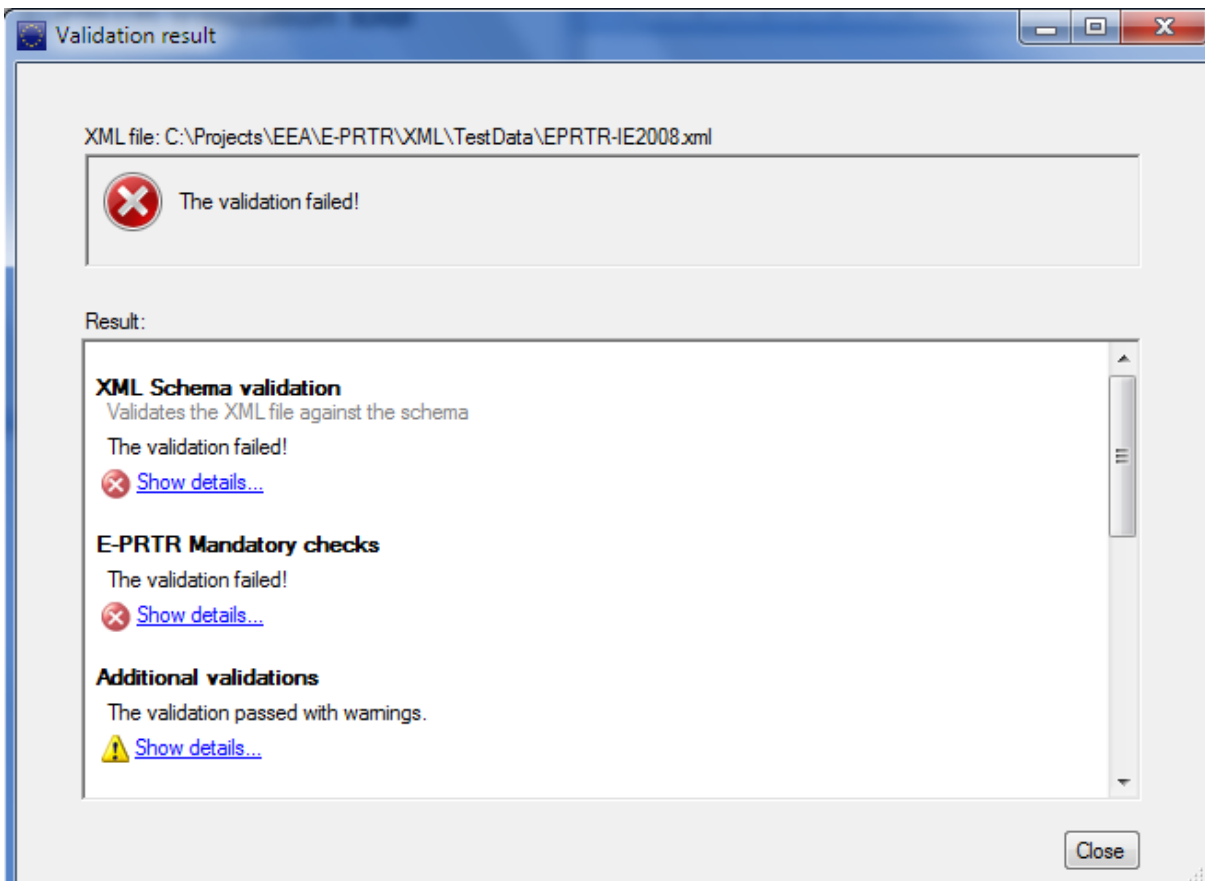 Validation result
XML file: C:\Projects\EEA\E-PRTR\XML\TestData\EPRTR-IE2008.xml
The validation failed!
Result:
XML Schema validation
Validates the XML file against the schema
The validation failed!
Show details...
E-PRTR Mandatory checks
The validation failed!
Show details...
Additional validations
The validation passed with warnings.
Show details...
Close